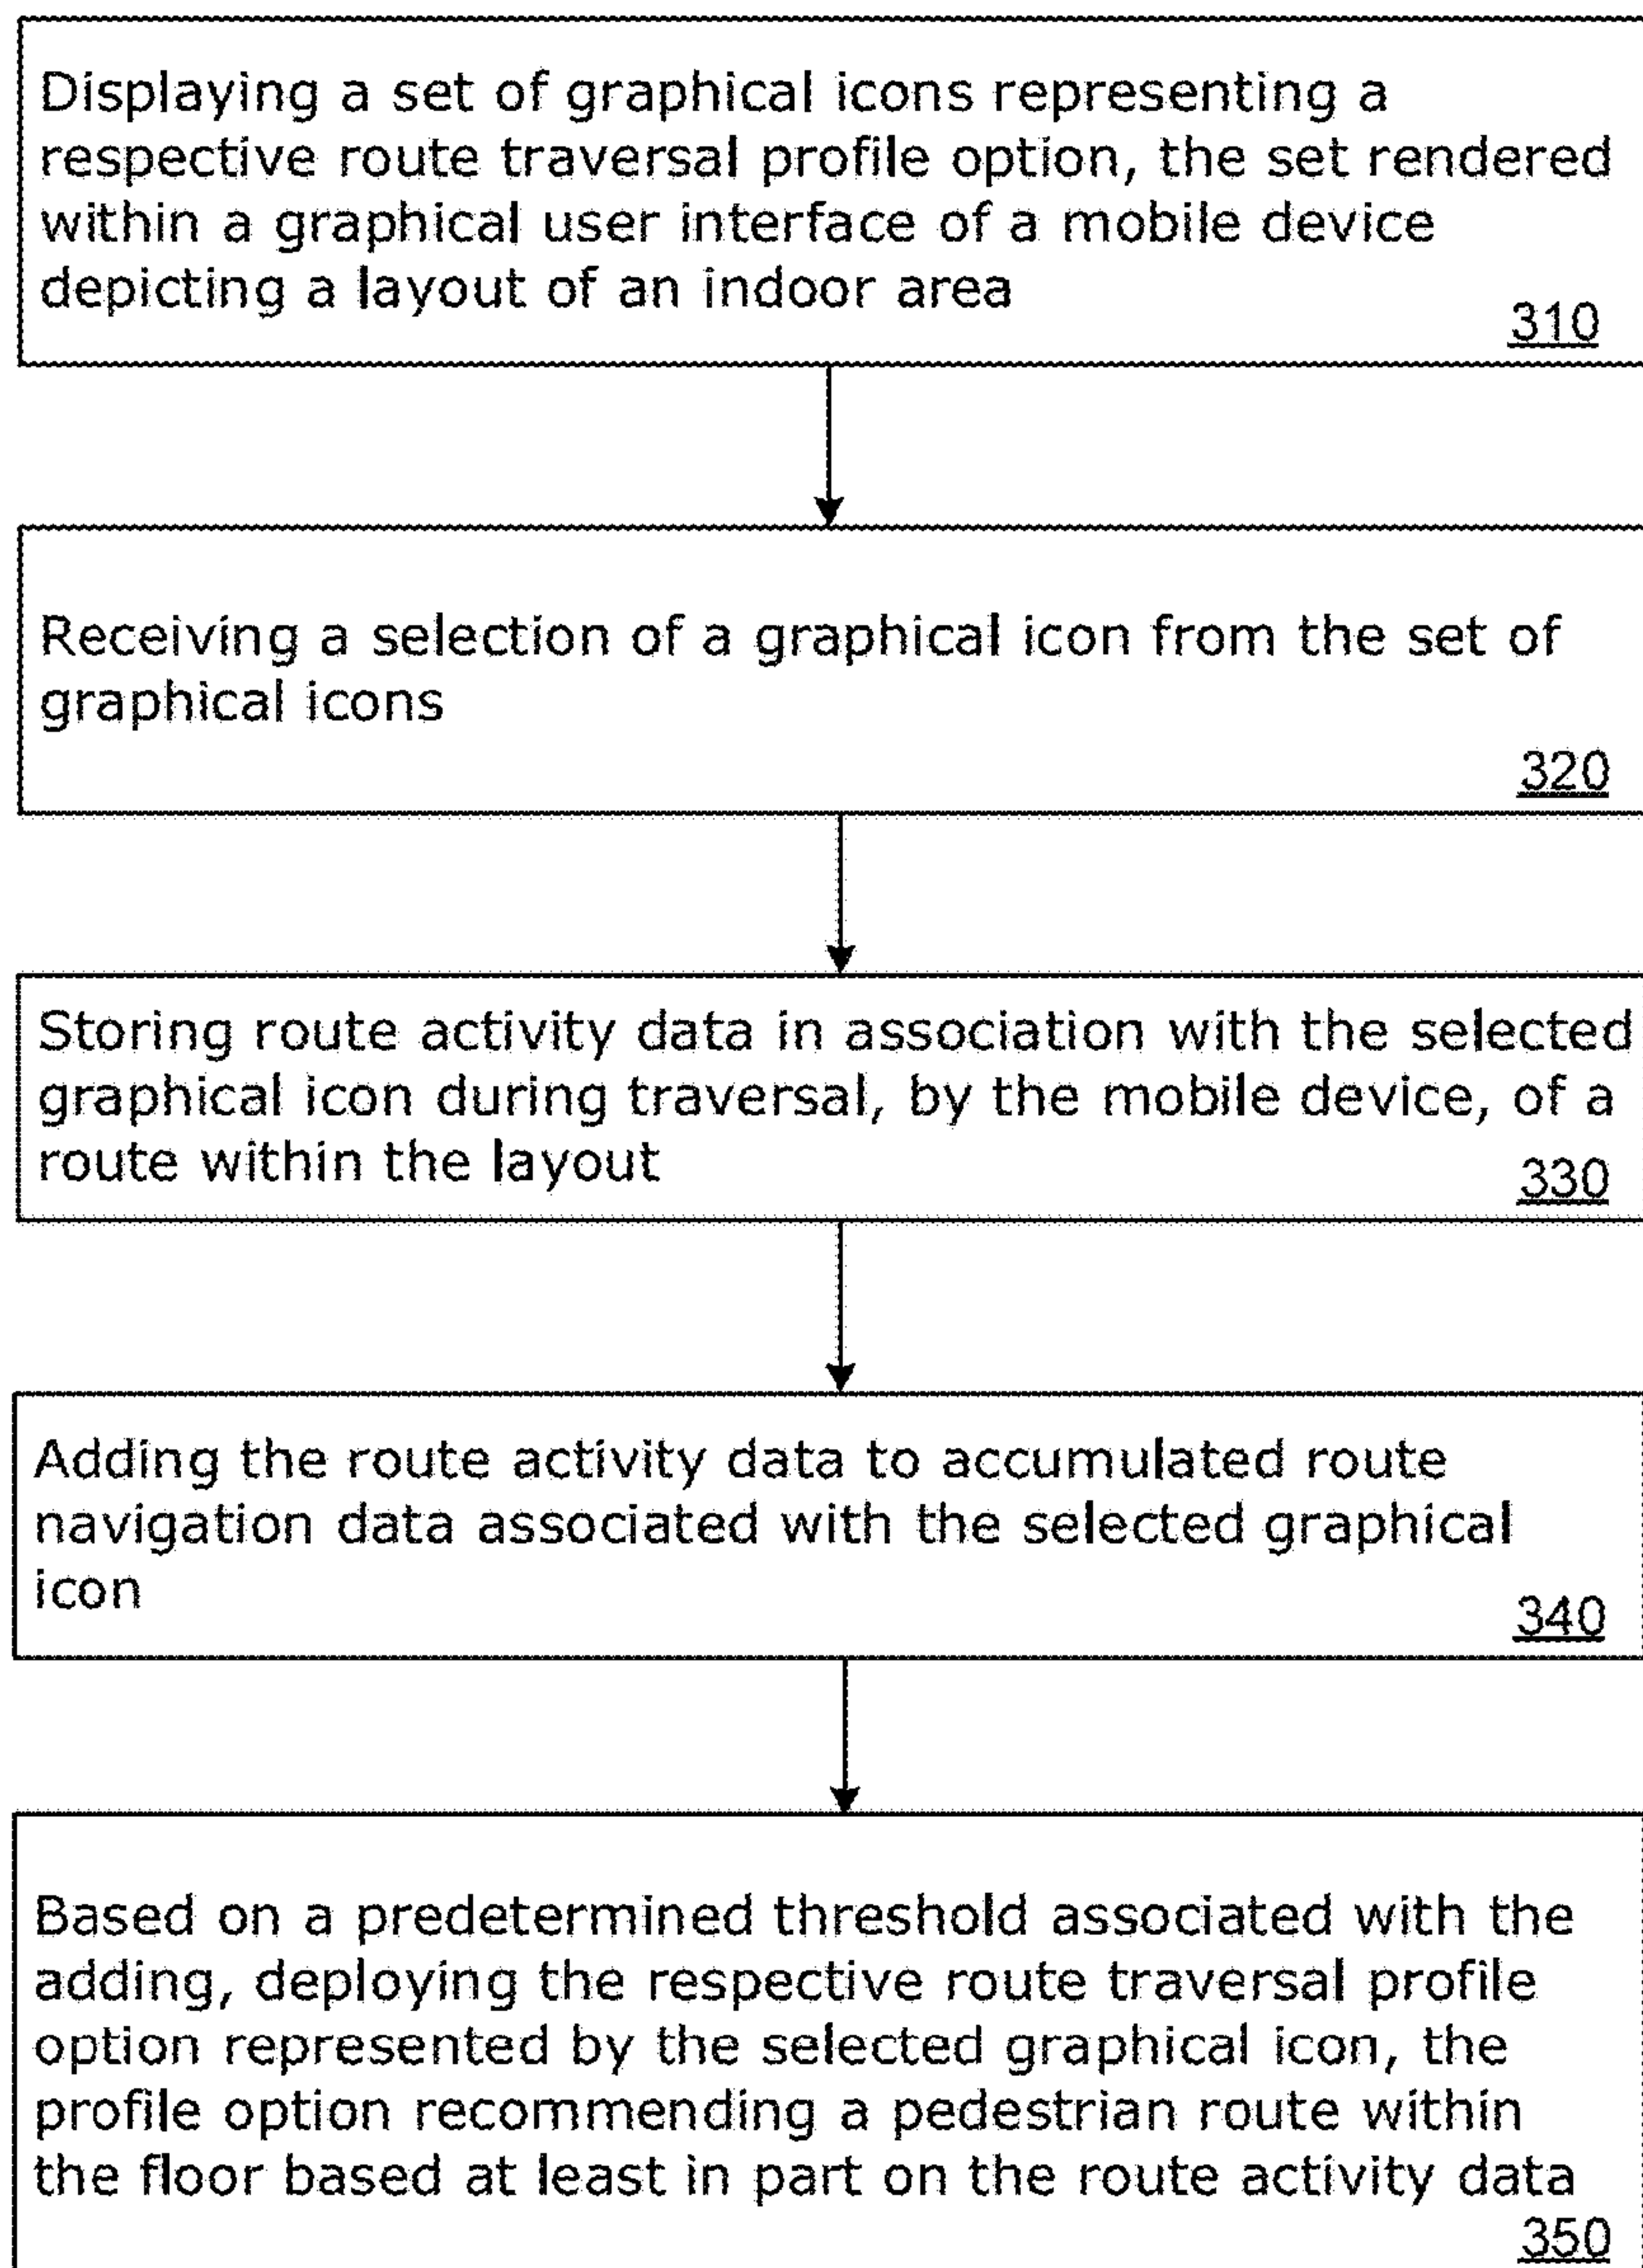 Displaying a set of graphical icons representing a
respective route traversal profile option, the set rendered
within a graphical user interface of a mobile device
depicting a layout of an indoor area
310
Receiving a selection of a graphical icon from the set of
graphical icons
320
Storing route activity data in association with the selected
graphical icon during traversal, by the mobile device, of a
route within the layout
330
Adding the route activity data to accumulated route
navigation data associated with the selected graphical
icon
340
Based on a predetermined threshold associated with the
adding, deploying the respective route traversal profile
option represented by the selected graphical icon, the
profile option recommending a pedestrian route within
the floor based at least in part on the route activity data
350